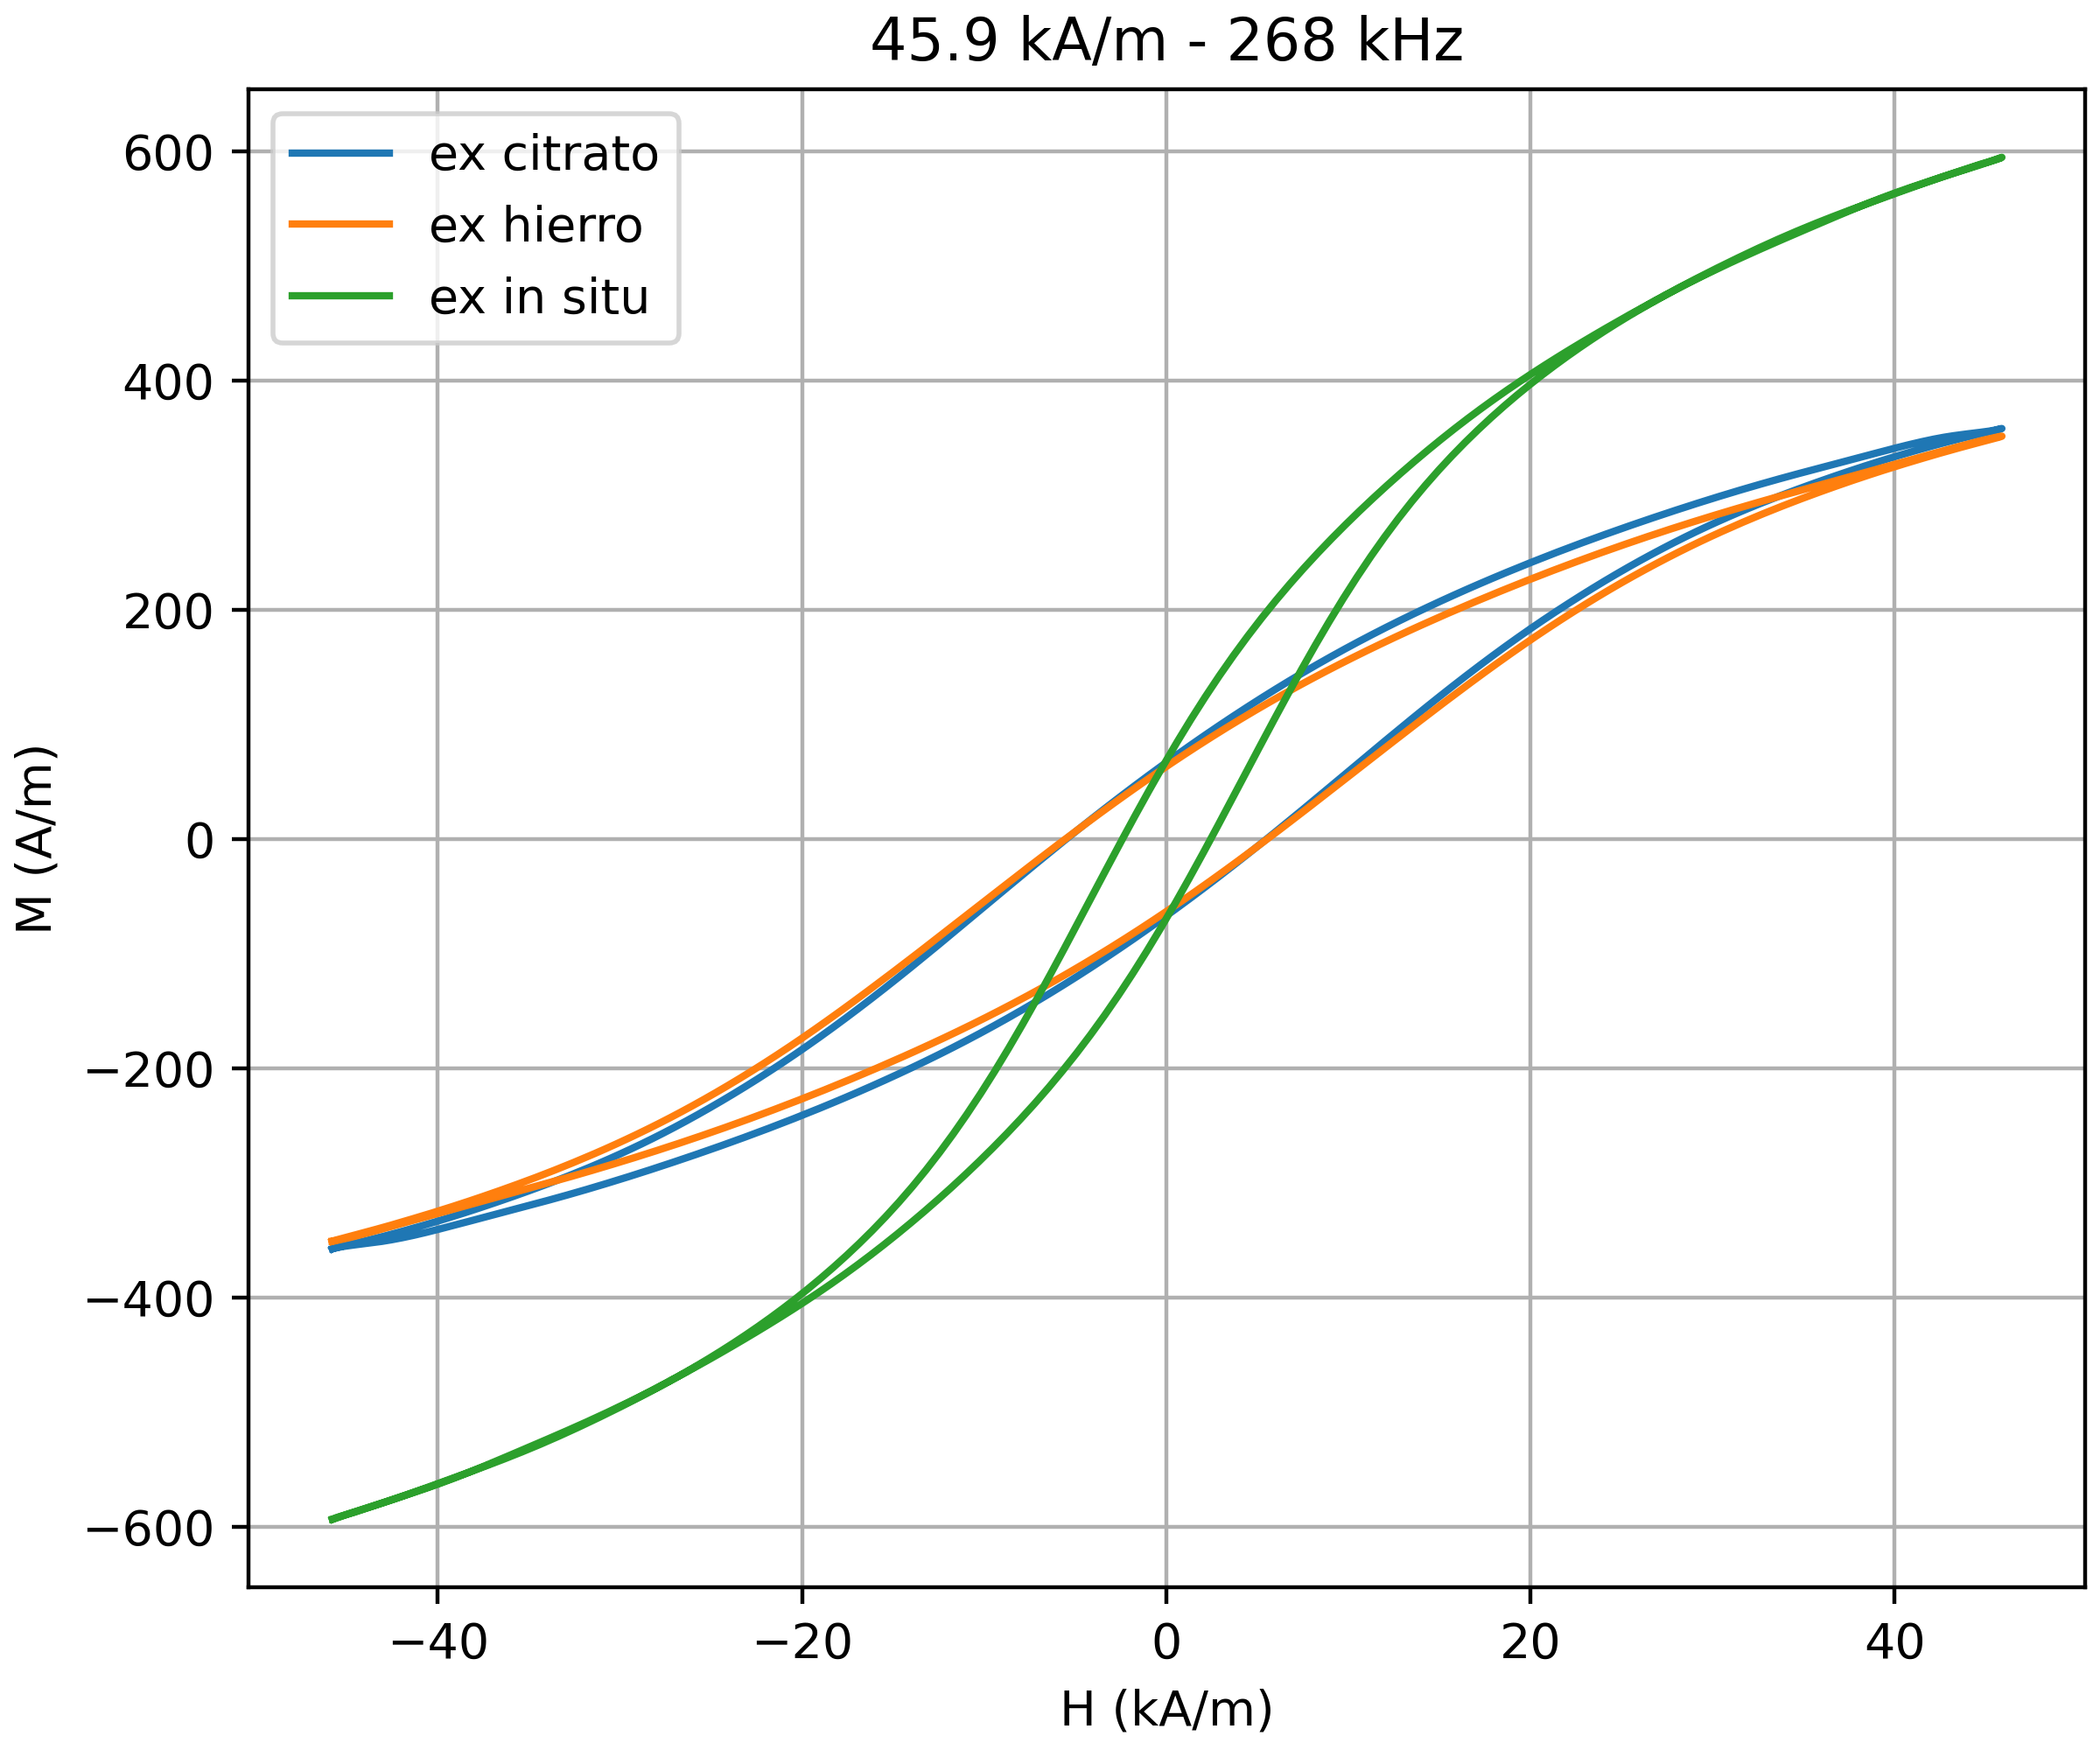 45.9 kA/m - 268 kHz
ex citrato
ex hierro
ex in situ
600
400
200
0
−200
−400
−600
M (A/m)
−40
−20
0
20
40
H (kA/m)